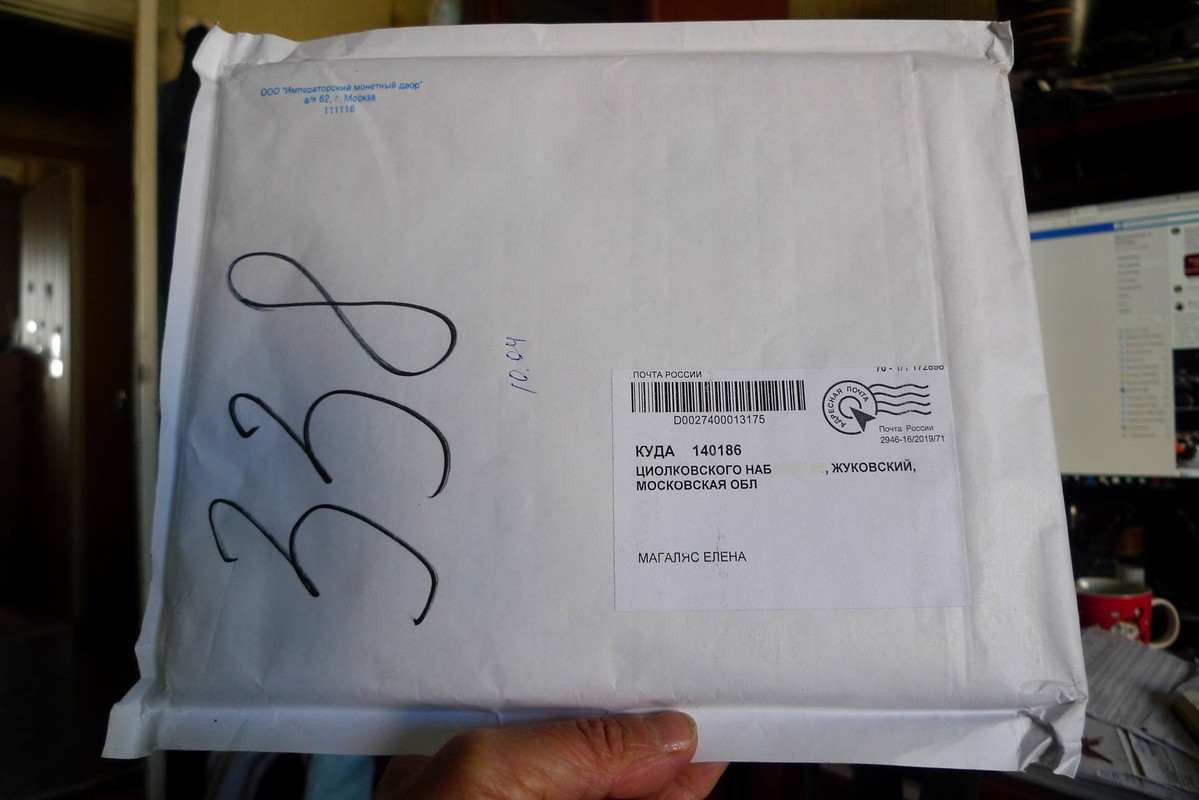 ООО "Императорский монетный двор"
а/я 62, г. Москва
111116
338
10.04
ПОЧТА РОССИИ
D0027400013175
АДРЕСНАЯ ПОЧТА
Почта России
2946-16/2019/71
КУДА 140186
ЦИОЛКОВСКОГО НАБ , ЖУКОВСКИЙ,
МОСКОВСКАЯ ОБЛ
МАГАЛЯС ЕЛЕНА